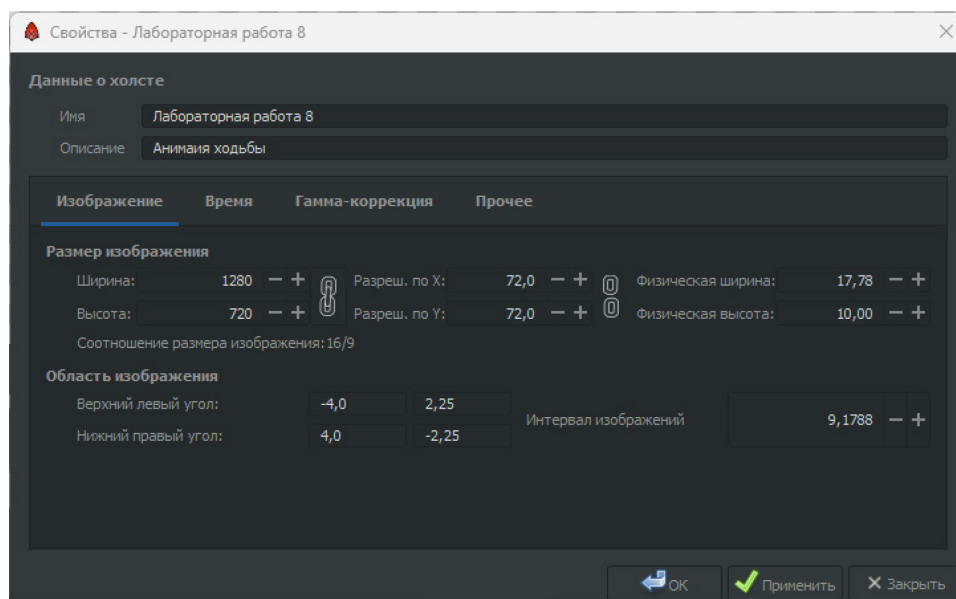 Свойства - Лабораторная работа 8
Данные о холсте
Имя Лабораторная работа 8
Описание Анимаия ходьбы
Изображение Время Гамма-коррекция Прочее
Размер изображения
Ширина: 1280 Разреш. по X: 72,0 Физическая ширина: 17,78
Высота: 720 Разреш. по Y: 72,0 Физическая высота: 10,00
Соотношение размера изображения: 16/9
Область изображения
Верхний левый угол: -4,0 2,25
Интервал изображений 9,1788
Нижний правый угол: 4,0 -2,25
OK Применить Закрыть